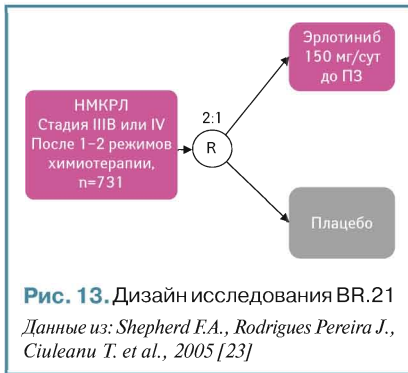 Эрлотиниб
150 мг/сут
до ПЗ
НМКРЛ
Стадия IIIB или IV
После 1–2 режимов
химиотерапии,
n=731
2:1
R
Плацебо
Рис. 13. Дизайн исследования BR.21
Данные из: Shepherd F.A., Rodrigues Pereira J.,
Ciuleanu T. et al., 2005 [23]